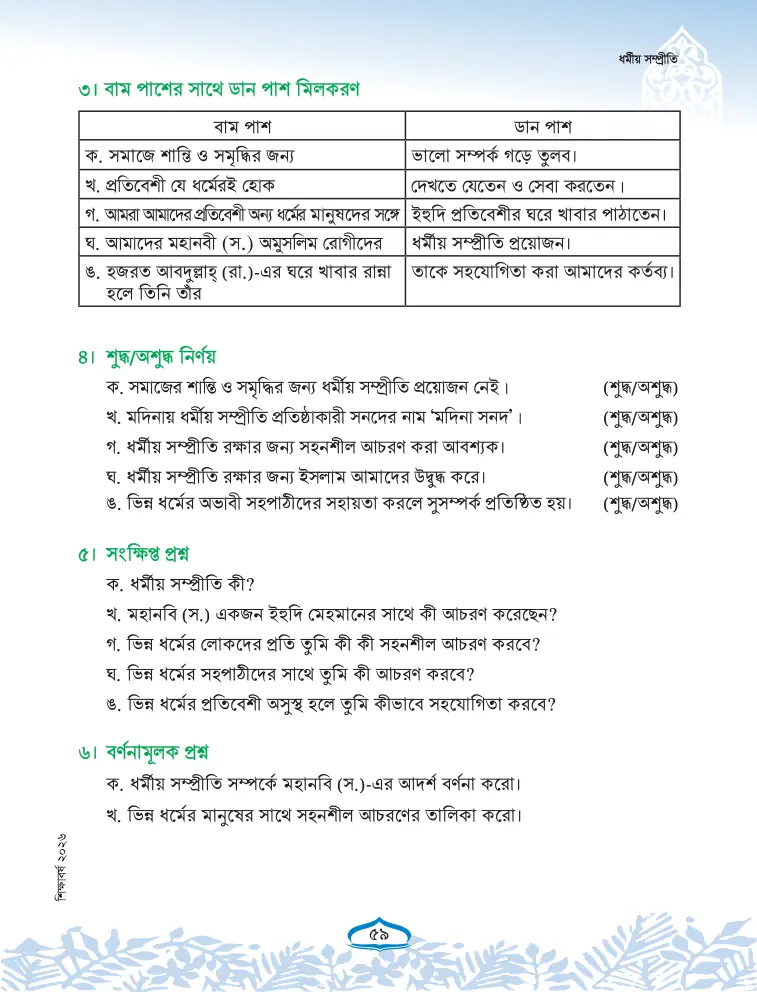 ধর্মীয় সম্প্রীতি
৩। বাম পাশের সাথে ডান পাশ মিলকরণ
বাম পাশ ডান পাশ
ক. সমাজে শান্তি ও সমৃদ্ধির জন্য ভালো সম্পর্ক গড়ে তুলব।
খ. প্রতিবেশী যে ধর্মেরই হোক দেখতে যেতেন ও সেবা করতেন।
গ. আমরা আমাদের প্রতিবেশী অন্য ধর্মের মানুষদের সঙ্গে ইহুদি প্রতিবেশীর ঘরে খাবার পাঠাতেন।
ঘ. আমাদের মহানবী (স.) অমুসলিম রোগীদের ধর্মীয় সম্প্রীতি প্রয়োজন।
ঙ. হজরত আবদুল্লাহ্ (রা.)-এর ঘরে খাবার রান্না তাকে সহযোগিতা করা আমাদের কর্তব্য।
হলে তিনি তাঁর
৪। শুদ্ধ/অশুদ্ধ নির্ণয়
ক. সমাজের শান্তি ও সমৃদ্ধির জন্য ধর্মীয় সম্প্রীতি প্রয়োজন নেই। (শুদ্ধ/অশুদ্ধ)
খ. মদিনায় ধর্মীয় সম্প্রীতি প্রতিষ্ঠাকারী সনদের নাম ‘মদিনা সনদ’। (শুদ্ধ/অশুদ্ধ)
গ. ধর্মীয় সম্প্রীতি রক্ষার জন্য সহনশীল আচরণ করা আবশ্যক। (শুদ্ধ/অশুদ্ধ)
ঘ. ধর্মীয় সম্প্রীতি রক্ষার জন্য ইসলাম আমাদের উদ্বুদ্ধ করে। (শুদ্ধ/অশুদ্ধ)
ঙ. ভিন্ন ধর্মের অভাবী সহপাঠীদের সহায়তা করলে সুসম্পর্ক প্রতিষ্ঠিত হয়। (শুদ্ধ/অশুদ্ধ)
৫। সংক্ষিপ্ত প্রশ্ন
ক. ধর্মীয় সম্প্রীতি কী?
খ. মহানবি (স.) একজন ইহুদি মেহমানের সাথে কী আচরণ করেছেন?
গ. ভিন্ন ধর্মের লোকদের প্রতি তুমি কী কী সহনশীল আচরণ করবে?
ঘ. ভিন্ন ধর্মের সহপাঠীদের সাথে তুমি কী আচরণ করবে?
ঙ. ভিন্ন ধর্মের প্রতিবেশী অসুস্থ হলে তুমি কীভাবে সহযোগিতা করবে?
৬। বর্ণনামূলক প্রশ্ন
ক. ধর্মীয় সম্প্রীতি সম্পর্কে মহানবি (স.)-এর আদর্শ বর্ণনা করো।
খ. ভিন্ন ধর্মের মানুষের সাথে সহনশীল আচরণের তালিকা করো।
শিক্ষাবর্ষ ২০২৬
৫৯